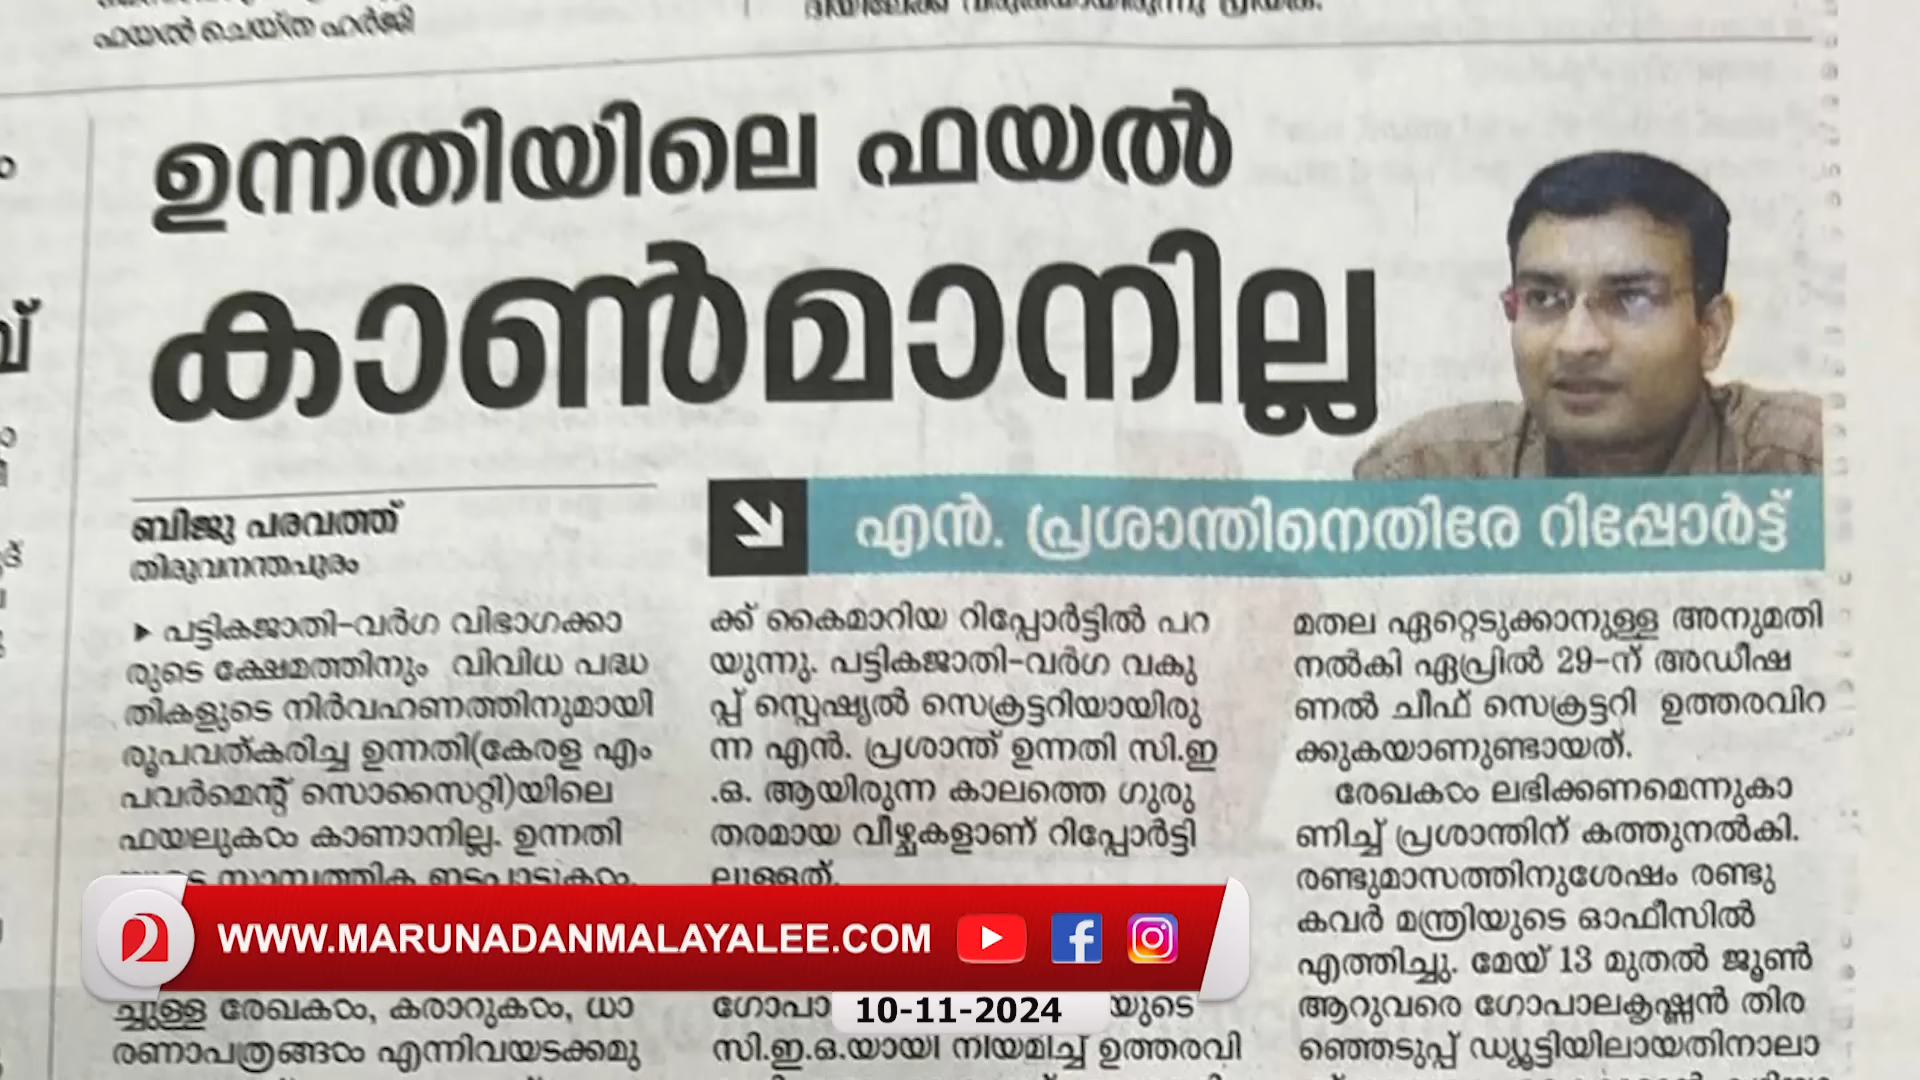 ഫയൽ ചെയ്ത ഹർജി
ഉന്നതിയിലെ ഫയൽ
കാൺമാനില്ല
എൻ. പ്രശാന്തിനെതിരേ റിപ്പോർട്ട്
ബിജു പരവത്ത്
തിരുവനന്തപുരം
പട്ടികജാതി-വർഗ വിഭാഗക്കാ
രുടെ ക്ഷേമത്തിനും വിവിധ പദ്ധ
തികളുടെ നിർവഹണത്തിനുമായി
രൂപവത്കരിച്ച ഉന്നതി(കേരള എം
പവർമെന്റ് സൊസൈറ്റി)യിലെ
ഫയലുകൾ കാണാനില്ല. ഉന്നതി
യുടെ സാമ്പത്തിക ഇടപാടുകൾ,
ച്ചുള്ള രേഖകൾ, കരാറുകൾ, ധാ
രണാപത്രങ്ങൾ എന്നിവയടക്കമു
ക്ക് കൈമാറിയ റിപ്പോർട്ടിൽ പറ
യുന്നു. പട്ടികജാതി-വർഗ വകു
പ്പ് സ്പെഷ്യൽ സെക്രട്ടറിയായിരു
ന്ന എൻ. പ്രശാന്ത് ഉന്നതി സി.ഇ
.ഒ. ആയിരുന്ന കാലത്തെ ഗുരു
തരമായ വീഴ്ചകളാണ് റിപ്പോർട്ടി
ലുള്ളത്.
ഗോപാ യുടെ
സി.ഇ.ഒ.യായി നിയമിച്ച് ഉത്തരവി
മതല ഏറ്റെടുക്കാനുള്ള അനുമതി
നൽകി ഏപ്രിൽ 29-ന് അഡീഷ
ണൽ ചീഫ് സെക്രട്ടറി ഉത്തരവിറ
ക്കുകയാണുണ്ടായത്.
രേഖകൾ ലഭിക്കണമെന്നുകാ
ണിച്ച് പ്രശാന്തിന് കത്തുനൽകി.
രണ്ടുമാസത്തിനുശേഷം രണ്ടു
കവർ മന്ത്രിയുടെ ഓഫീസിൽ
എത്തിച്ചു. മേയ് 13 മുതൽ ജൂൺ
ആറുവരെ ഗോപാലകൃഷ്ണൻ തിര
ഞ്ഞെടുപ്പ് ഡ്യൂട്ടിയിലായതിനാലാ
WWW.MARUNADANMALAYALEE.COM
10-11-2024